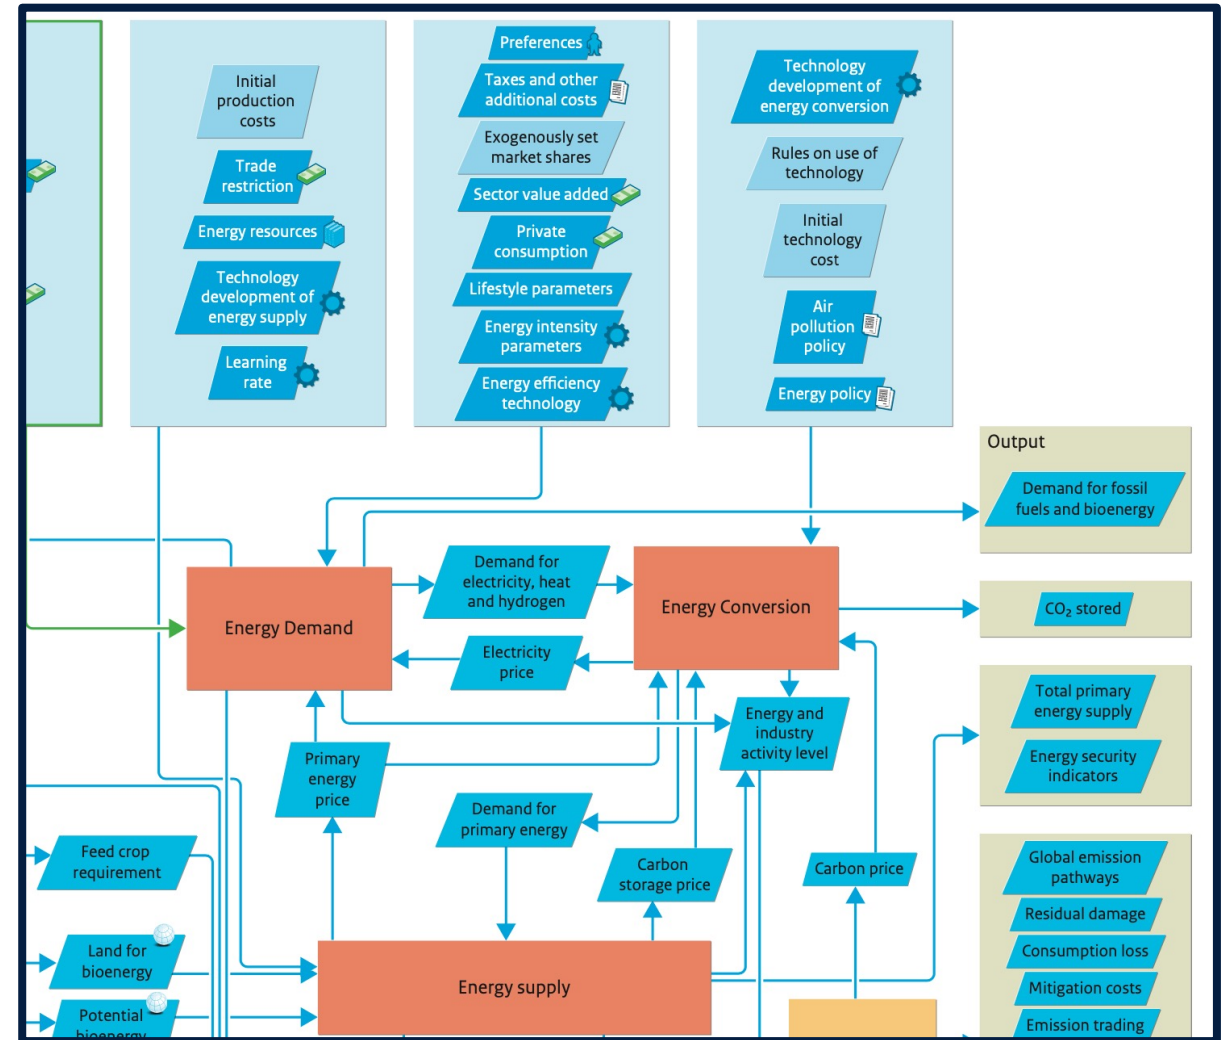 Initial
production
costs
Trade
restriction
Energy resources
Technology
development of
energy supply
Learning
rate
Preferences
Taxes and other
additional costs
Exogenously set
market shares
Sector value added
Private
consumption
Lifestyle parameters
Energy intensity
parameters
Energy efficiency
technology
Technology
development of
energy conversion
Rules on use of
technology
Initial
technology
cost
Air
pollution
policy
Energy policy
Output
Demand for fossil
fuels and bioenergy
Energy Demand
Demand for
electricity, heat
and hydrogen
Energy Conversion
CO₂ stored
Electricity
price
Total primary
energy supply
Energy security
indicators
Energy and
industry
activity level
Primary
energy
price
Demand for
primary energy
Carbon
storage price
Carbon price
Feed crop
requirement
Global emission
pathways
Residual damage
Consumption loss
Mitigation costs
Emission trading
Land for
bioenergy
Energy supply
Potential
bioenergy